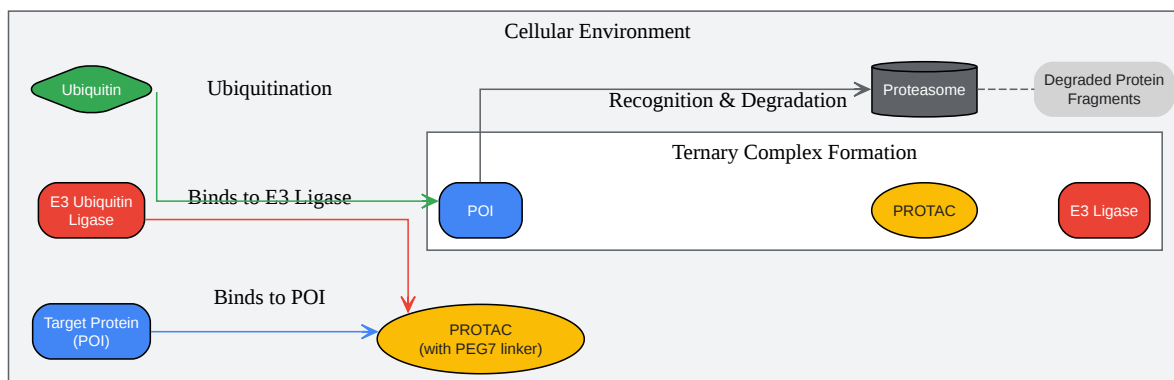 Cellular Environment
Ubiquitin
Ubiquitination
Recognition & Degradation
Proteasome
Degraded Protein
Fragments
Ternary Complex Formation
E3 Ubiquitin
Ligase
Binds to E3 Ligase
POI
PROTAC
E3 Ligase
Binds to POI
Target Protein
(POI)
PROTAC
(with PEG7 linker)